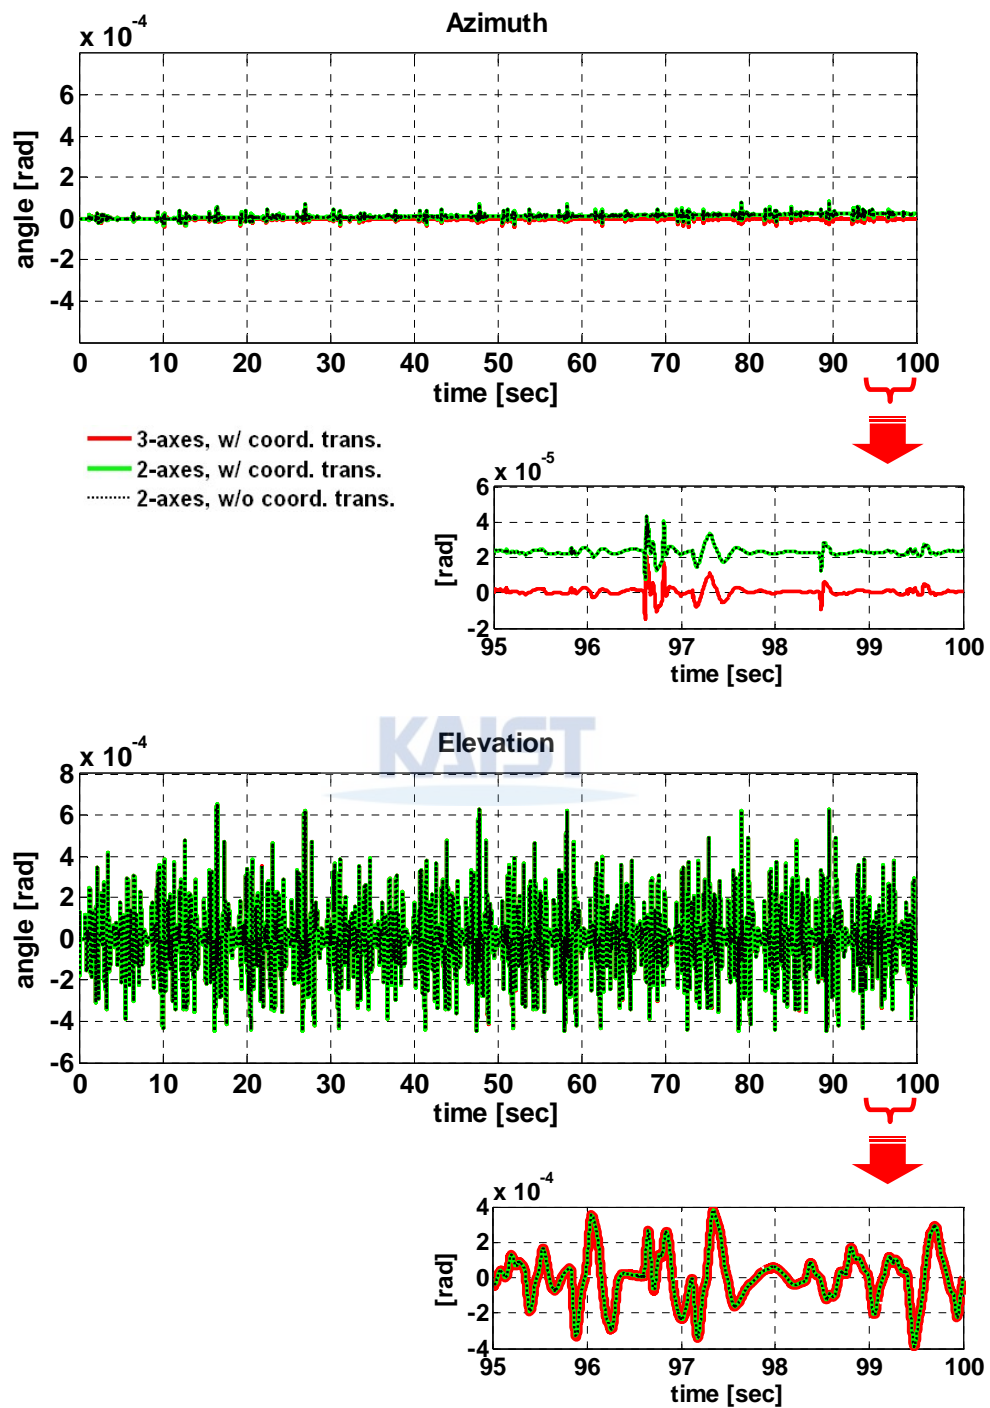 Azimuth
x 10-4
6
4
2
0
-2
-4
angle [rad]
0 10 20 30 40 50 60 70 80 90 100
time [sec]
3-axes, w/ coord. trans.
2-axes, w/ coord. trans.
2-axes, w/o coord. trans.
x 10-5
6
4
2
0
-2
[rad]
95 96 97 98 99 100
time [sec]
KAIST
Elevation
x 10-4
8
6
4
2
0
-2
-4
-6
angle [rad]
0 10 20 30 40 50 60 70 80 90 100
time [sec]
x 10-4
4
2
0
-2
-4
[rad]
95 96 97 98 99 100
time [sec]